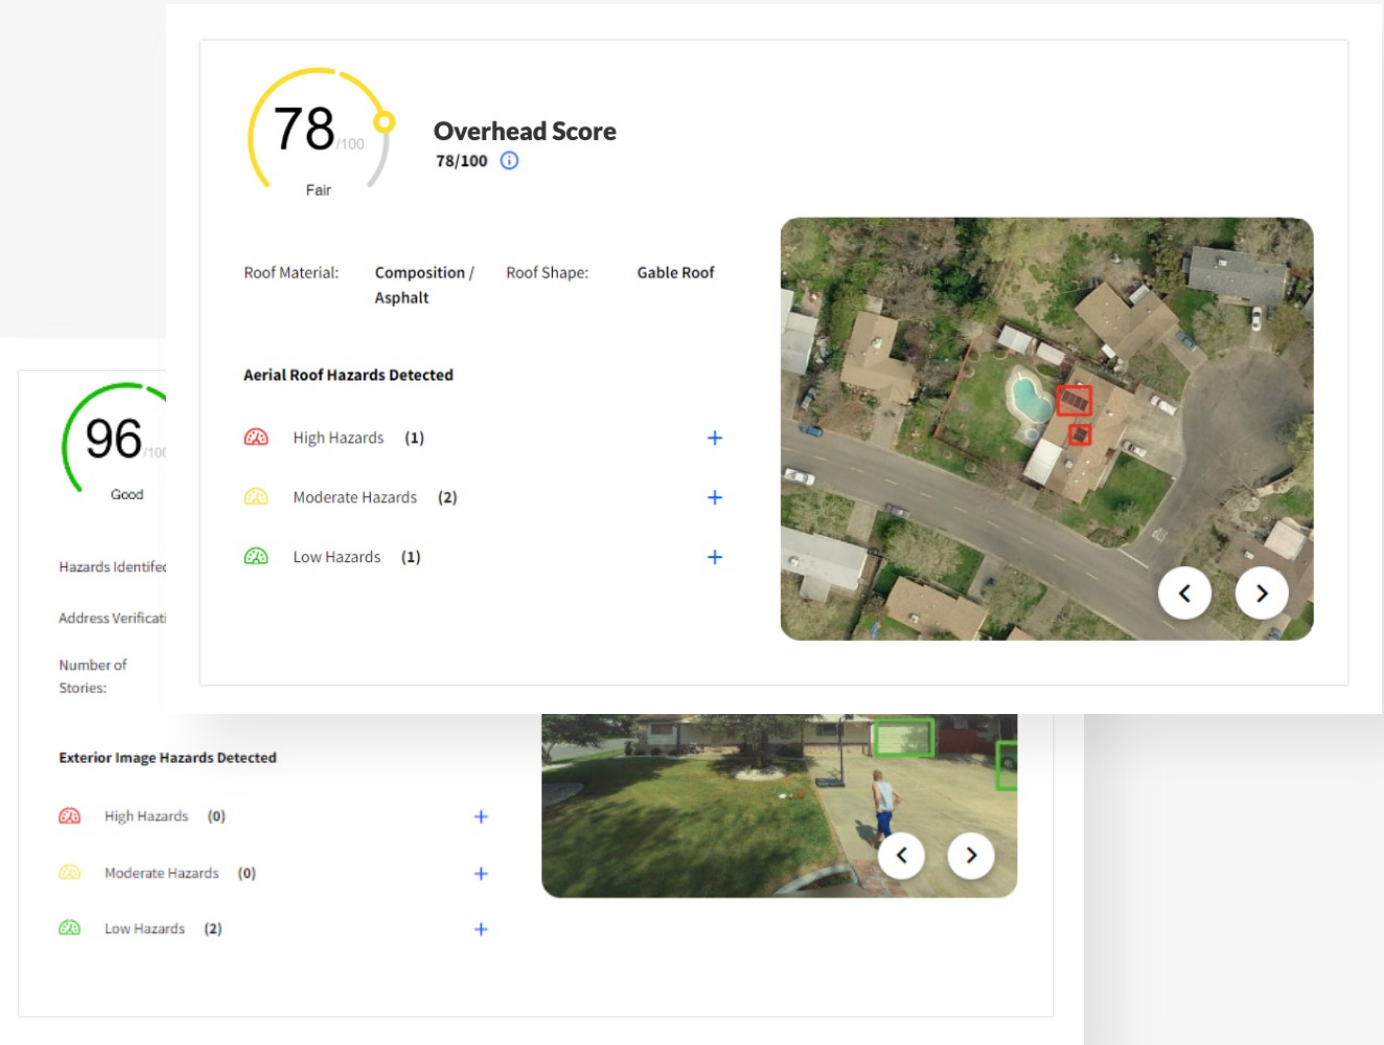 78/100
Fair
Overhead Score
78/100
Roof Material:
Composition /
Asphalt
Roof Shape:
Gable Roof
Aerial Roof Hazards Detected
High Hazards (1)
Moderate Hazards (2)
Low Hazards (1)
96
Good
Number of
Stories:
Exterior Image Hazards Detected
High Hazards (0)
Moderate Hazards (0)
Low Hazards (2)